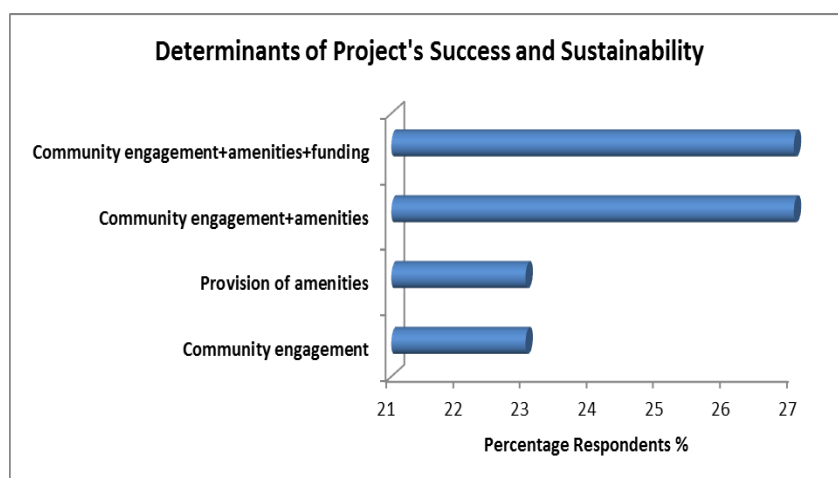 Determinants of Project's Success and Sustainability
Community engagement+amenities+funding
Community engagement+amenities
Provision of amenities
Community engagement
21 22 23 24 25 26 27
Percentage Respondents %